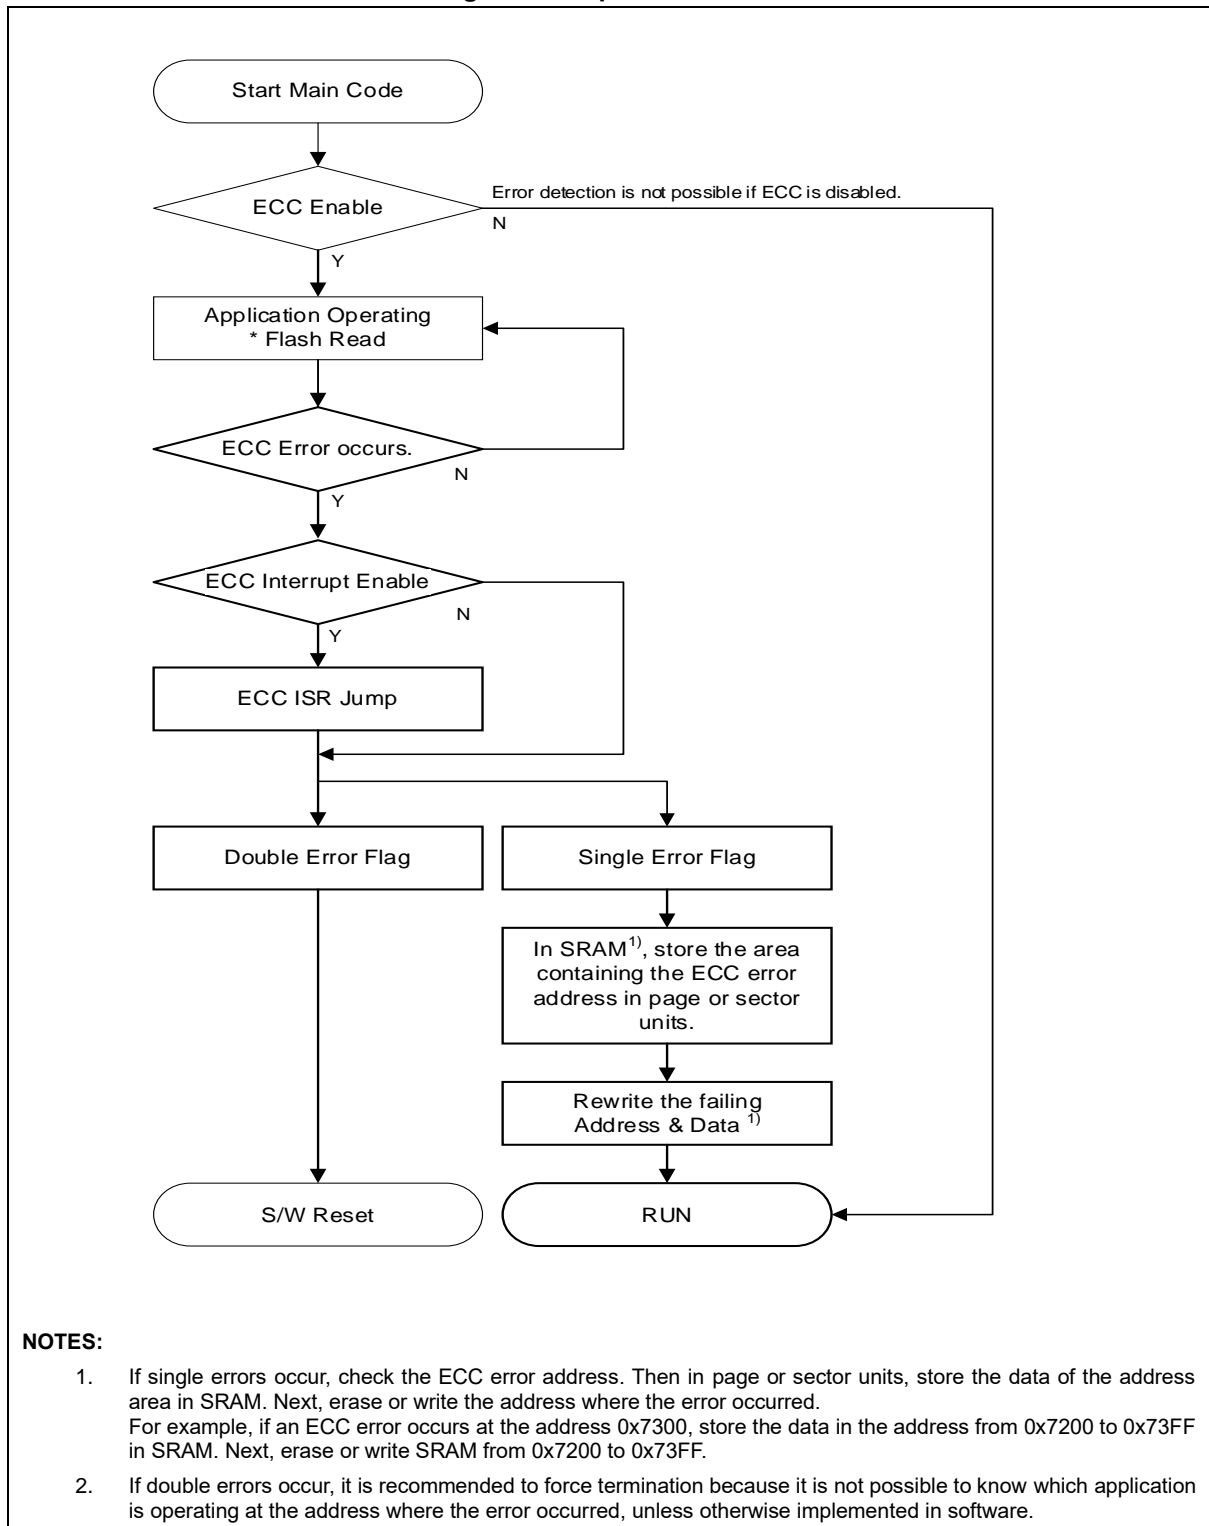 Start Main Code
ECC Enable
Error detection is not possible if ECC is disabled.
N
Y
Application Operating
* Flash Read
ECC Error occurs.
N
Y
ECC Interrupt Enable
N
Y
ECC ISR Jump
Double Error Flag
Single Error Flag
In SRAM1), store the area
containing the ECC error
address in page or sector
units.
Rewrite the failing
Address & Data 1)
S/W Reset
RUN
NOTES:
1. If single errors occur, check the ECC error address. Then in page or sector units, store the data of the address
area in SRAM. Next, erase or write the address where the error occurred.
For example, if an ECC error occurs at the address 0x7300, store the data in the address from 0x7200 to 0x73FF
in SRAM. Next, erase or write SRAM from 0x7200 to 0x73FF.
2. If double errors occur, it is recommended to force termination because it is not possible to know which application
is operating at the address where the error occurred, unless otherwise implemented in software.